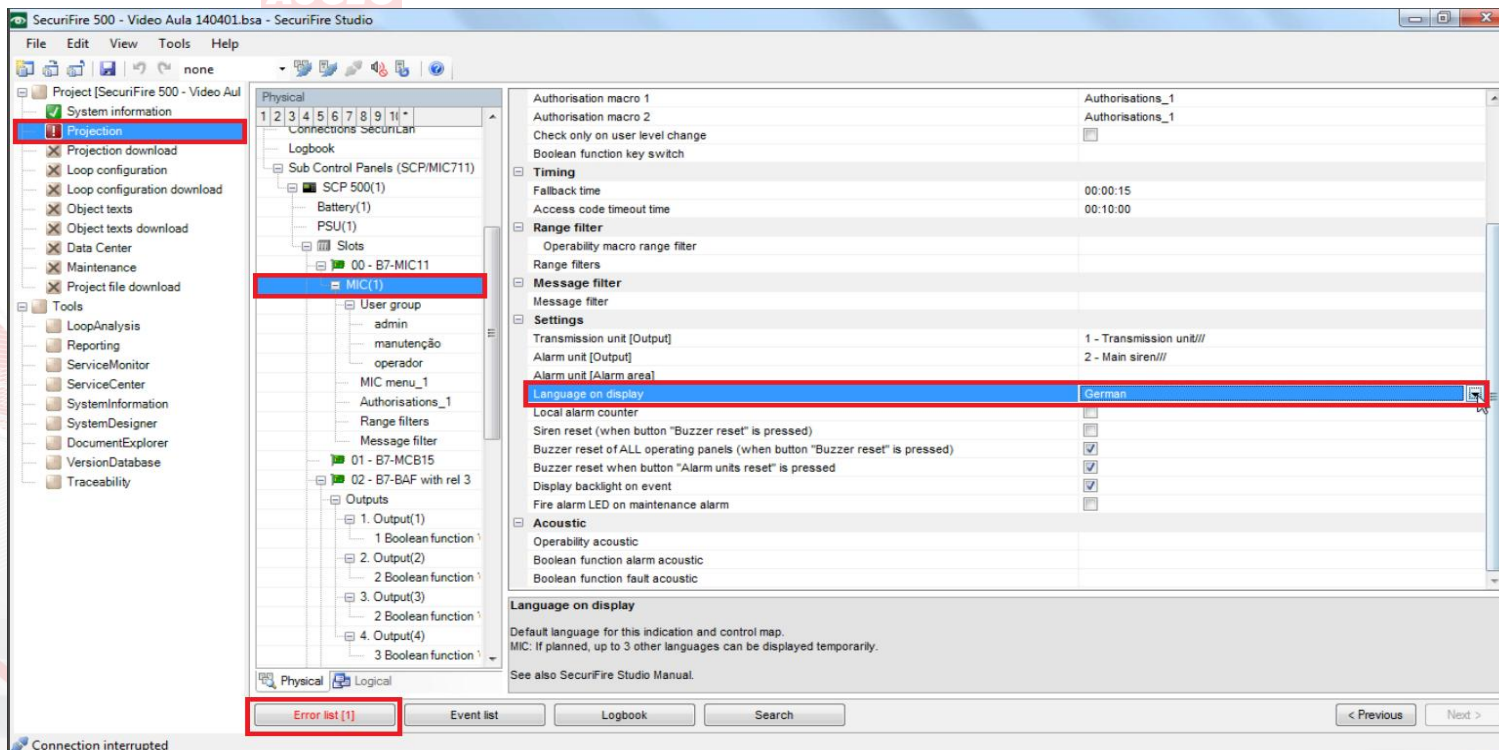 SecuriFire 500 - Video Aula 140401.bsa - SecuriFire Studio
File Edit View Tools Help
none
Project [SecuriFire 500 - Video Aul
System information
Projection
Projection download
Loop configuration
Loop configuration download
Object texts
Object texts download
Data Center
Maintenance
Project file download
Tools
LoopAnalysis
Reporting
ServiceMonitor
ServiceCenter
SystemInformation
SystemDesigner
DocumentExplorer
VersionDatabase
Traceability
Physical
1 2 3 4 5 6 7 8 9 1( *
Connections SecuriLan
Logbook
Sub Control Panels (SCP/MIC711)
SCP 500(1)
Battery(1)
PSU(1)
Slots
00 - B7-MIC11
MIC(1)
User group
admin
manutenção
operador
MIC menu_1
Authorisations_1
Range filters
Message filter
01 - B7-MCB15
02 - B7-BAF with rel 3
Outputs
1. Output(1)
1 Boolean function
2. Output(2)
2 Boolean function
3. Output(3)
2 Boolean function
4. Output(4)
3 Boolean function
Physical Logical
Authorisation macro 1 Authorisations_1
Authorisation macro 2 Authorisations_1
Check only on user level change
Boolean function key switch
Timing
Fallback time 00:00:15
Access code timeout time 00:10:00
Range filter
Operability macro range filter
Range filters
Message filter
Message filter
Settings
Transmission unit [Output] 1 - Transmission unit///
Alarm unit [Output] 2 - Main siren///
Alarm unit [Alarm area]
Language on display German
Local alarm counter
Siren reset (when button "Buzzer reset" is pressed)
Buzzer reset of ALL operating panels (when button "Buzzer reset" is pressed)
Buzzer reset when button "Alarm units reset" is pressed
Display backlight on event
Fire alarm LED on maintenance alarm
Acoustic
Operability acoustic
Boolean function alarm acoustic
Boolean function fault acoustic
Language on display
Default language for this indication and control map.
MIC: If planned, up to 3 other languages can be displayed temporarily.
See also SecuriFire Studio Manual.
Error list [1] Event list Logbook Search < Previous Next >
Connection interrupted